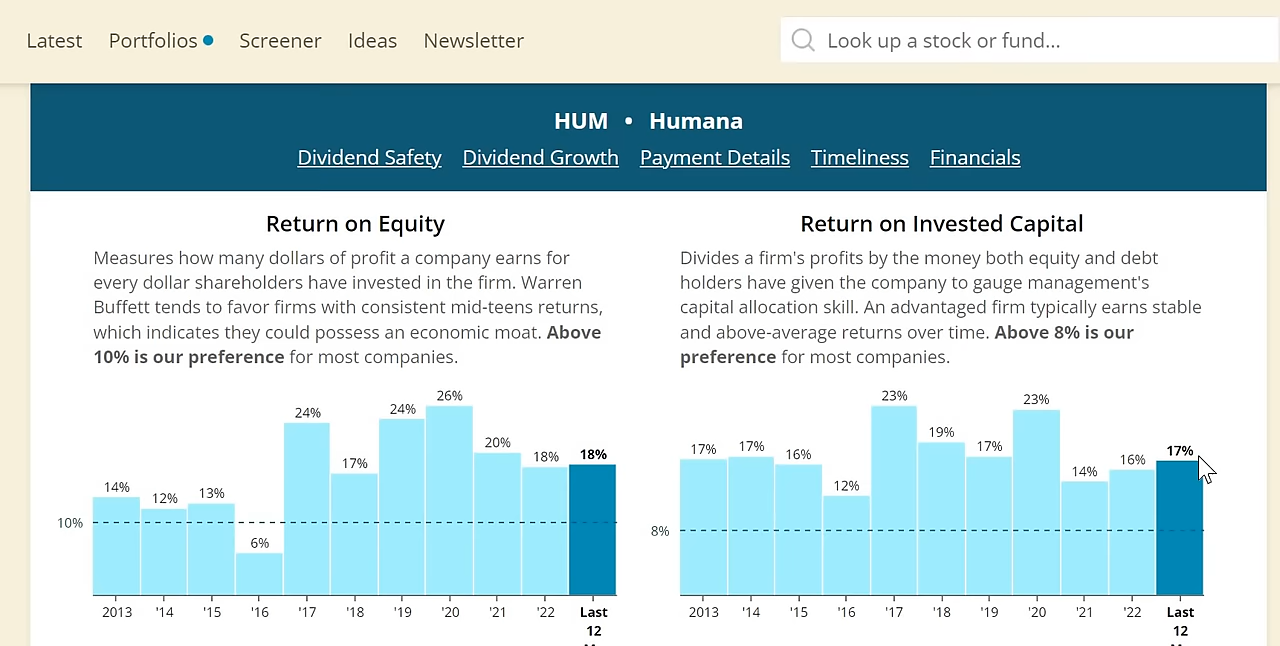 Latest Portfolios Screener Ideas Newsletter Look up a stock or fund...
HUM • Humana
Dividend Safety Dividend Growth Payment Details Timeliness Financials
Return on Equity
Measures how many dollars of profit a company earns for
every dollar shareholders have invested in the firm. Warren
Buffett tends to favor firms with consistent mid-teens returns,
which indicates they could possess an economic moat. Above
10% is our preference for most companies.
26%
24%
24%
20%
18%
18%
17%
14%
12%
13%
6%
10%
2013 '14 '15 '16 '17 '18 '19 '20 '21 '22 Last
12
Return on Invested Capital
Divides a firm's profits by the money both equity and debt
holders have given the company to gauge management's
capital allocation skill. An advantaged firm typically earns stable
and above-average returns over time. Above 8% is our
preference for most companies.
23%
23%
19%
17%
17%
16%
17%
17%
16%
14%
12%
8%
2013 '14 '15 '16 '17 '18 '19 '20 '21 '22 Last
12